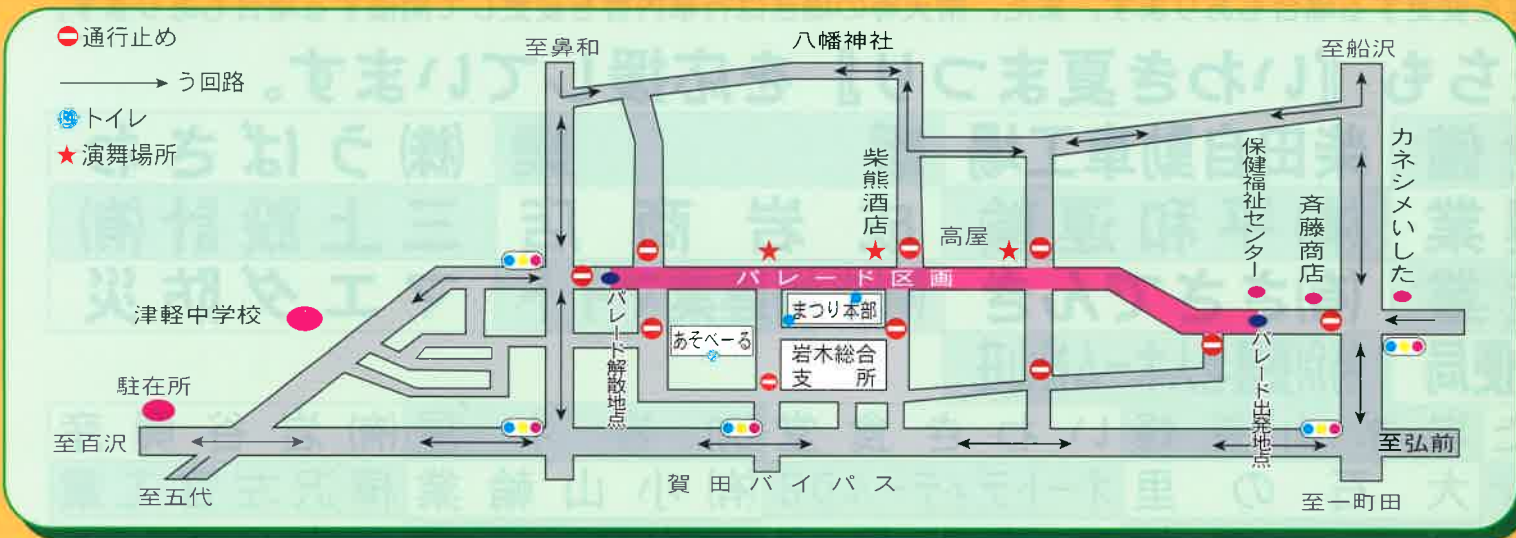 通行止め
う回路
トイレ
演舞場所
至鼻和
八幡神社
至船沢
柴熊酒店
高屋
保健福祉センター
斉藤商店
カネシメいした
パレード区画
津軽中学校
まつり本部
あそべーる
岩木総合
支所
パレード解散地点
パレード出発地点
駐在所
至百沢
至五代
賀田バイパス
至弘前
至一町田